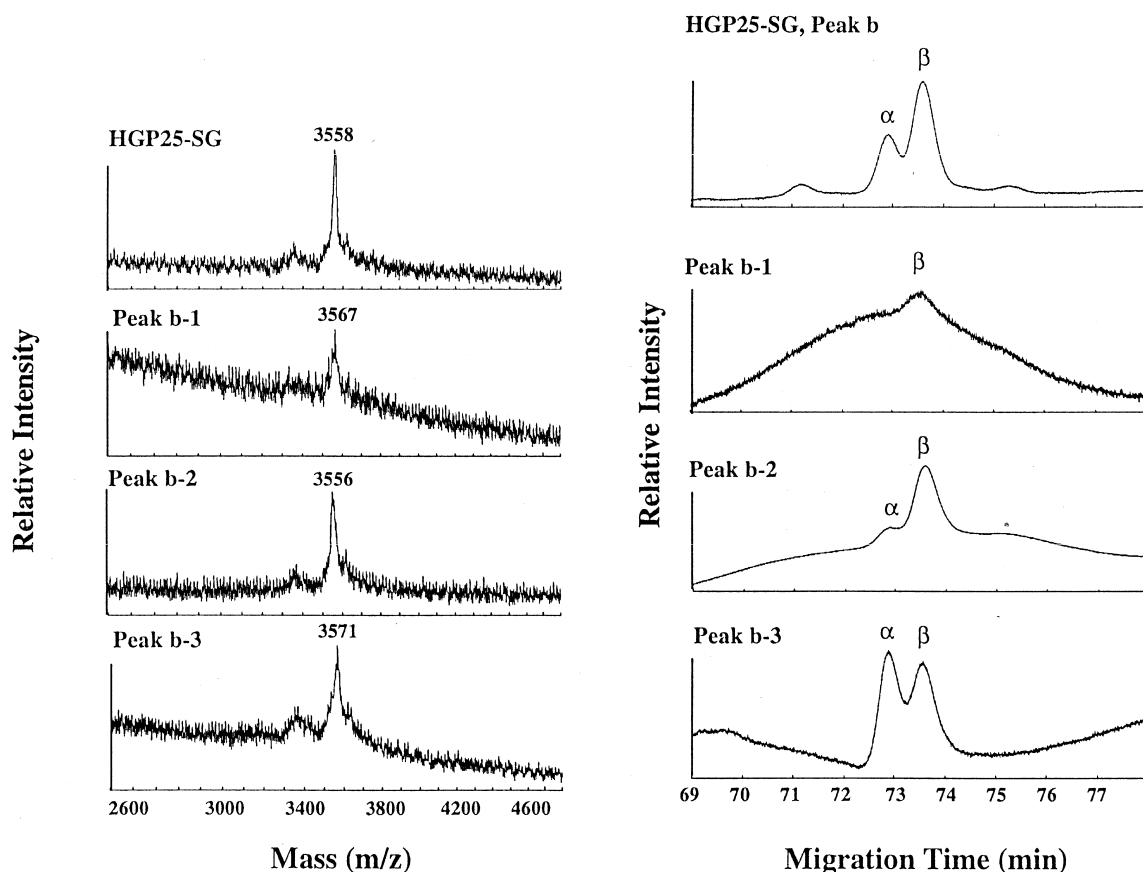 HGP25-SG
3558
Peak b-1
3567
Peak b-2
3556
Peak b-3
3571
2600 3000 3400 3800 4200 4600
Mass (m/z)
Relative Intensity
HGP25-SG, Peak b
α
β
Peak b-1
β
Peak b-2
α
β
Peak b-3
α
β
69 70 71 72 73 74 75 76 77
Migration Time (min)
Relative Intensity